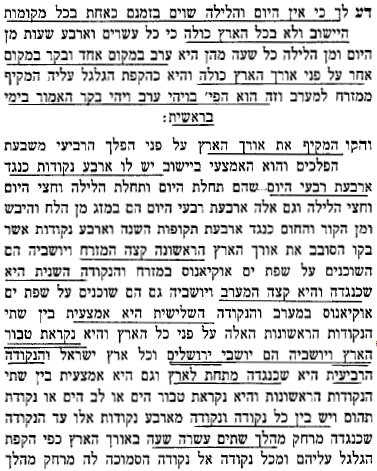 דע לך כי אין היום והלילה שוים בזמנם כאחת בכל מקומות
היישוב ולא בכל הארץ כולה כי כל עשרים וארבע שעות מן
היום ומן הלילה כל שעה מהן היא ערב במקום אחד ובקר במקום
אחר על פני אורך הארץ כולה והיא כהקפת הגלגל עליה המקיף
ממזרח למערב וזה הוא הפי׳ בויהי ערב ויהי בקר האמור בימי
בראשית:
והקו המקיף את אורך הארץ על פני הפלך הרביעי משבעת
הפלכים והוא האמצעי ביישוב יש לו ארבע נקודות כנגד
ארבעת רבעי היום שהם תחלת היום ותחלת הלילה וחצי היום
וחצי הלילה וגם אלה ארבעת רבעי היום הם במזג מן הלח והיבש
ומן הקור והחום כנגד ארבעת תקופות השנה וארבע נקודות אשר
בקו הסובב את אורך הארץ הראשונה קצה המזרח ויושביה הם
השוכנים על שפת ים אוקיאנוס במזרח והנקודה השנית היא
שכנגדה והיא קצה המערב ויושביה גם הם שוכנים על שפת ים
אוקיאנוס במערב והנקודה השלישית היא אמצעית בין שתי
הנקודות הראשונות האלה על פני כל הארץ והיא נקראת טבור
הארץ ויושביה הם יושבי ירושלים וכל ארץ ישראל והנקודה
הרביעית היא שכנגדה מתחת לארץ וגם היא אמצעית בין שתי
הנקודות הראשונות והיא נקראת טבור הים או לב הים או נקודת
תהום ויש בין כל נקודה ונקודה מארבע נקודות אלו עד הנקודה
שכנגדה מרחק מהלך שתים עשרה שעה באורך הארץ כפי הקפת
הגלגל עליהם ומכל נקודה אל נקודה הסמוכה לה מרחק מהלך